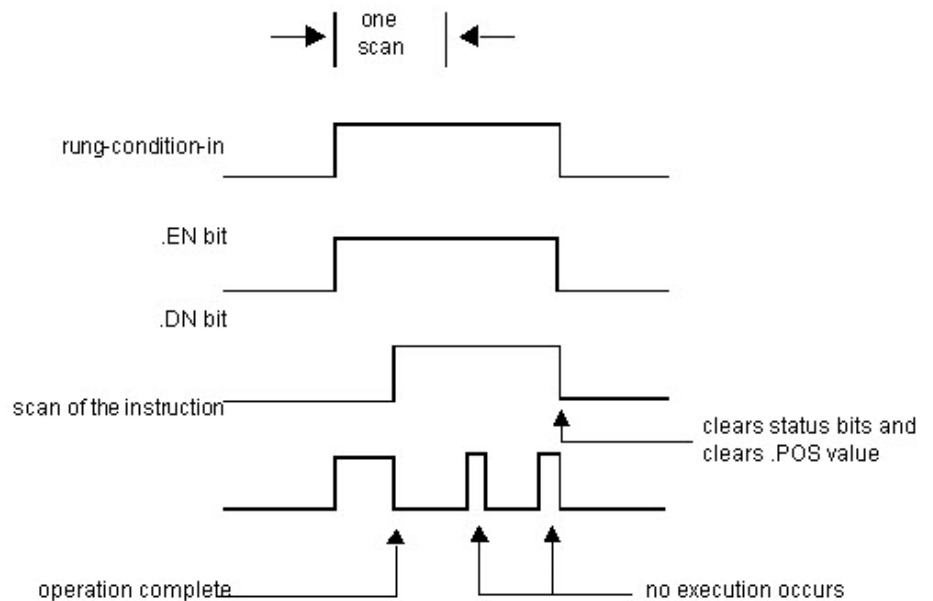 one
scan
rung-condition-in
.EN bit
.DN bit
scan of the instruction
clears status bits and
clears .POS value
operation complete
no execution occurs